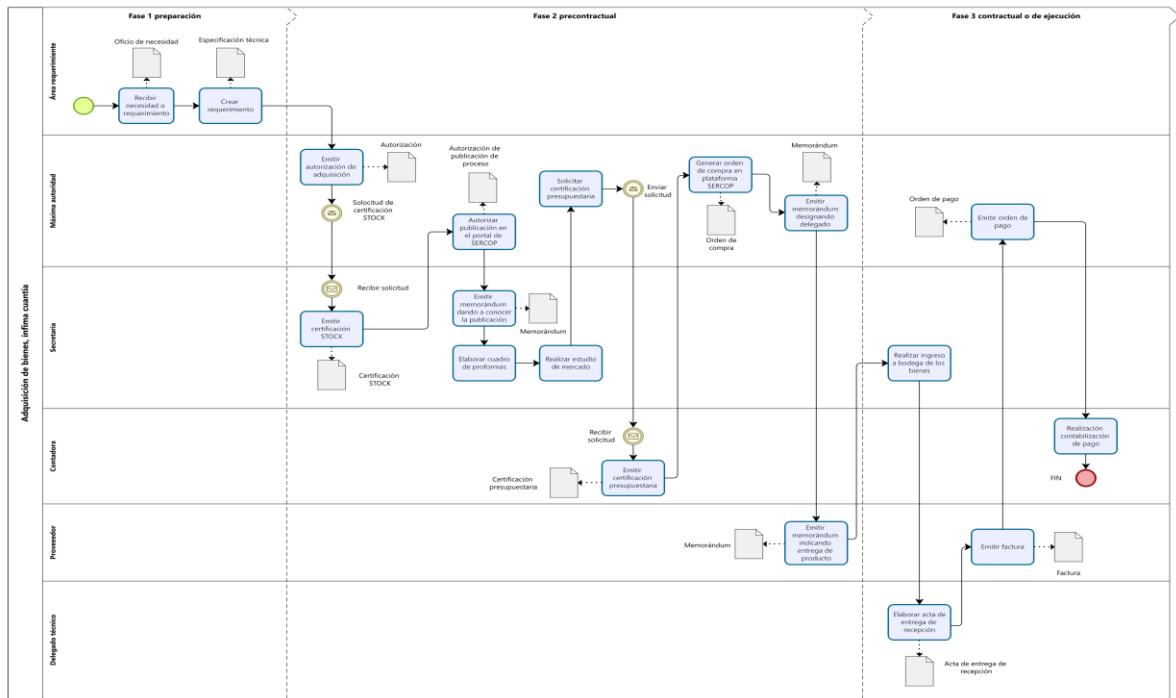 Fase 1 preparación
Fase 2 precontractual
Fase 3 contractual o de ejecución
Adquisición de bienes, ínfima cuantía
Área requerimiento
Oficio de necesidad
Especificación técnica
Recibir
necesidad o
requerimiento
Crear
requerimiento
Máxima autoridad
Emitir
autorización de
adquisición
Autorización
Solocitud de
certificación
STOCK
Autorización de
publicación de
proceso
Autorizar
publicación en
el portal de
SERCOP
Solicitar
certificación
presupuestaria
Enviar
solicitud
Generar orden
de compra en
plataforma
SERCOP
Orden de
compra
Memorándum
Emitir
memorándum
designando
delegado
Orden de pago
Emitir orden de
pago
Secretario
Recibir solicitud
Emitir
certificación
STOCK
Certificación
STOCK
Emitir
memorándum
dando a conocer
la publicación
Memorándum
Elaborar cuadro
de proformas
Realizar estudio
de mercado
Realizar ingreso
a bodega de los
bienes
Contadora
Recibir
solicitud
Certificación
presupuestaria
Emitir
certificación
presupuestaria
Realización
contabilización
de pago
FIN
Proveedor
Memorándum
Emitir
memorándum
indicando
entrega de
producto
Emitir factura
Factura
Delegado técnico
Elaborar acta de
entrega de
recepción
Acta de entrega de
recepción